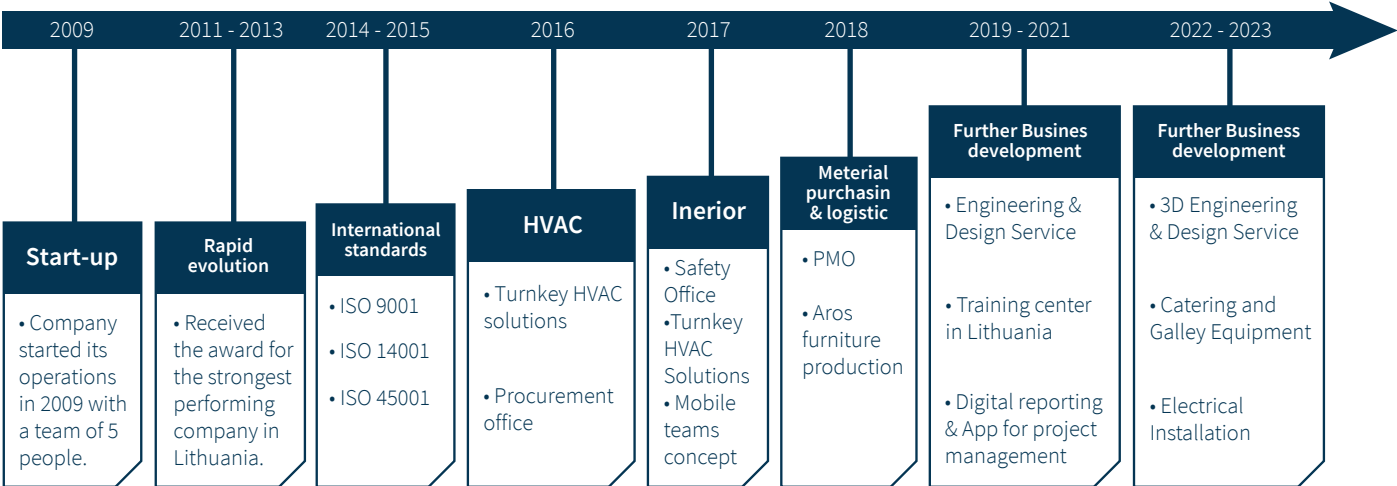 2009
2011 - 2013
2014 - 2015
2016
2017
2018
2019 - 2021
2022 - 2023
Start-up
• Company
started its
operations
in 2009 with
a team of 5
people.
Rapid
evolution
• Received
the award for
the strongest
performing
company in
Lithuania.
International
standards
• ISO 9001
• ISO 14001
• ISO 45001
HVAC
• Turnkey HVAC
solutions
• Procurement
office
Inerior
• Safety
Office
•Turnkey
HVAC
Solutions
• Mobile
teams
concept
Meterial
purchasin
& logistic
• PMO
• Aros
furniture
production
Further Busines
development
• Engineering &
Design Service
• Training center
in Lithuania
• Digital reporting
& App for project
management
Further Business
development
• 3D Engineering
& Design Service
• Catering and
Galley Equipment
• Electrical
Installation